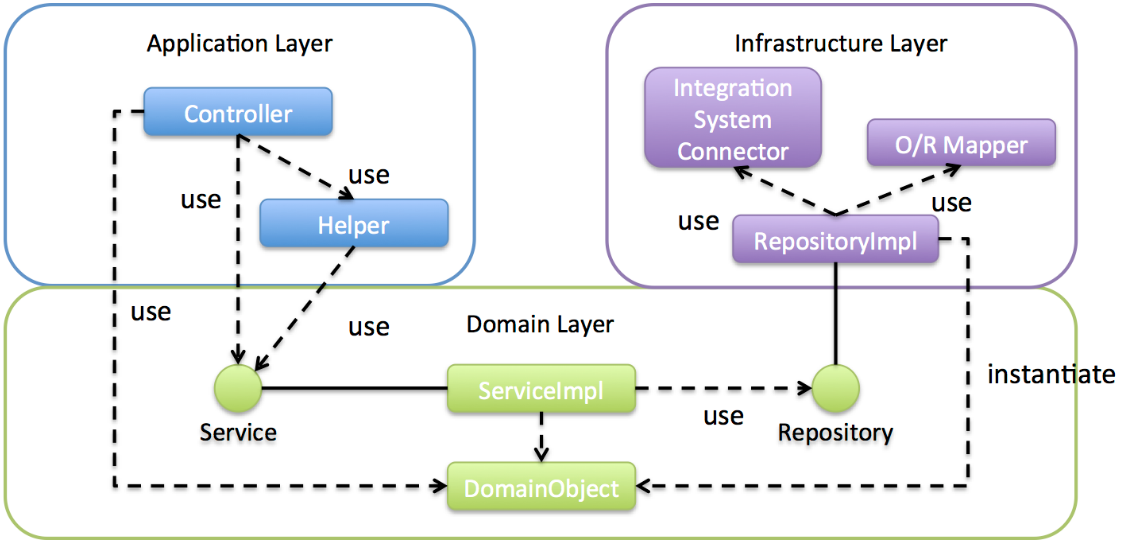 Application Layer
Controller
use
use
Helper
use
use
Infrastructure Layer
Integration
System
Connector
O/R Mapper
use
use
RepositoryImpl
Domain Layer
Service
ServiceImpl
use
Repository
instantiate
DomainObject